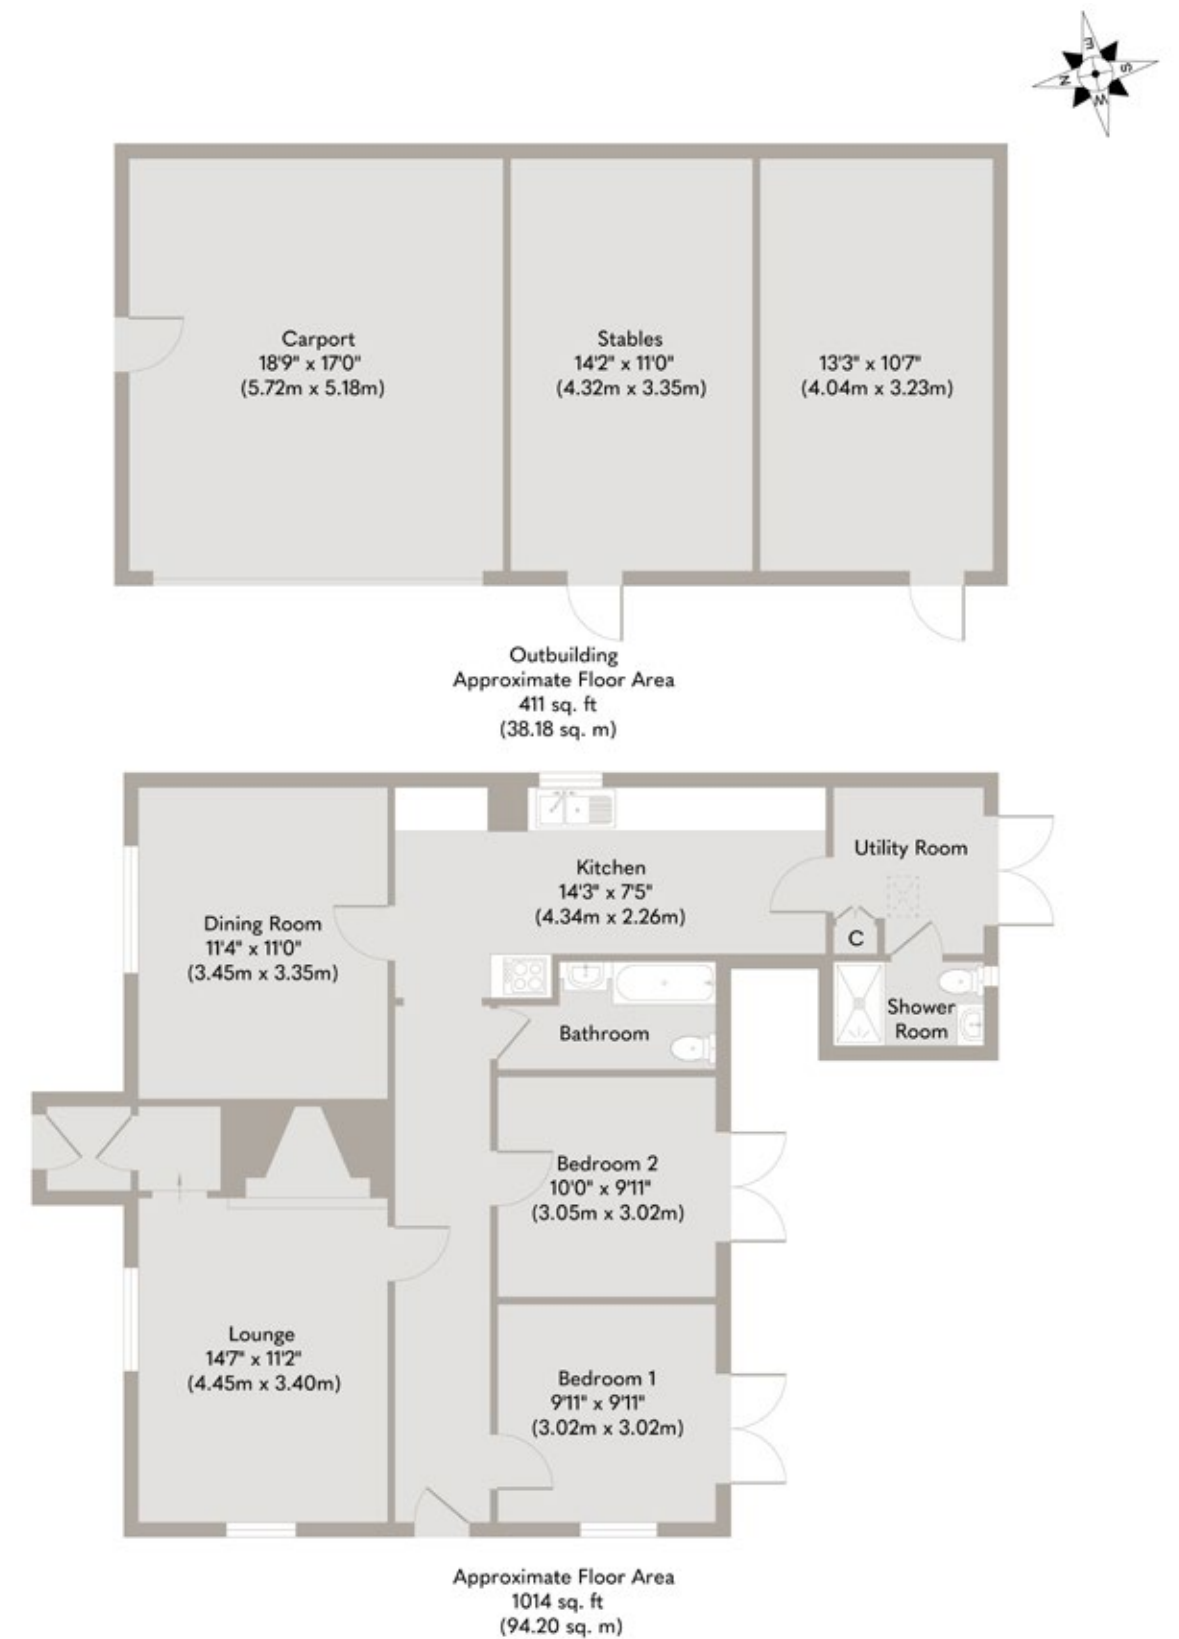 E
S
N
W
Carport
18'9" x 17'0"
(5.72m x 5.18m)
Stables
14'2" x 11'0"
(4.32m x 3.35m)
13'3" x 10'7"
(4.04m x 3.23m)
Outbuilding
Approximate Floor Area
411 sq. ft
(38.18 sq. m)
Utility Room
Kitchen
14'3" x 7'5"
(4.34m x 2.26m)
Dining Room
11'4" x 11'0"
(3.45m x 3.35m)
C
Shower
Room
Bathroom
Bedroom 2
10'0" x 9'11"
(3.05m x 3.02m)
Lounge
14'7" x 11'2"
(4.45m x 3.40m)
Bedroom 1
9'11" x 9'11"
(3.02m x 3.02m)
Approximate Floor Area
1014 sq. ft
(94.20 sq. m)